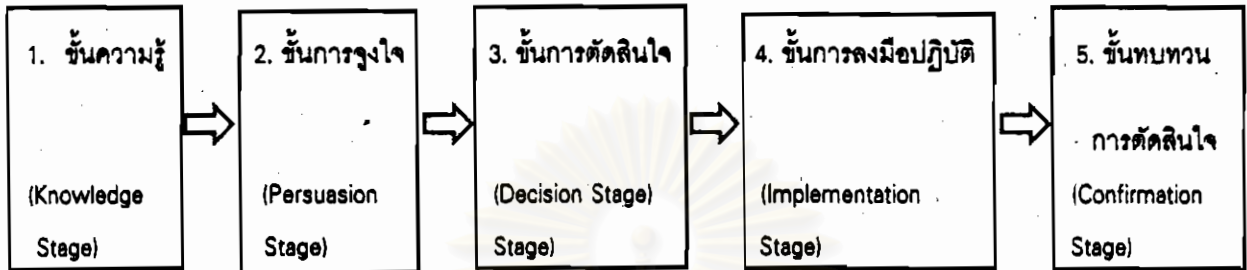 1. ขั้นความรู้
(Knowledge
Stage)
2. ขั้นการจูงใจ
(Persuasion
Stage)
3. ขั้นการตัดสินใจ
(Decision Stage)
Stage)
4. ขั้นการลงมือปฏิบัติ
(Implementation
Stage)
5. ขั้นทบทวน
การตัดสินใจ
(Confirmation
Stage)